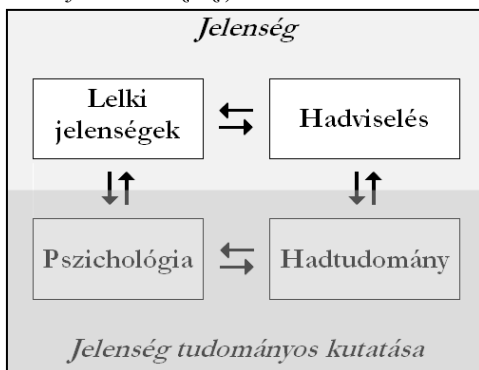 Jelenség
Lelki
jelenségek
Hadviselés
Pszichológia
Hadtudomány
Jelenség tudományos kutatása